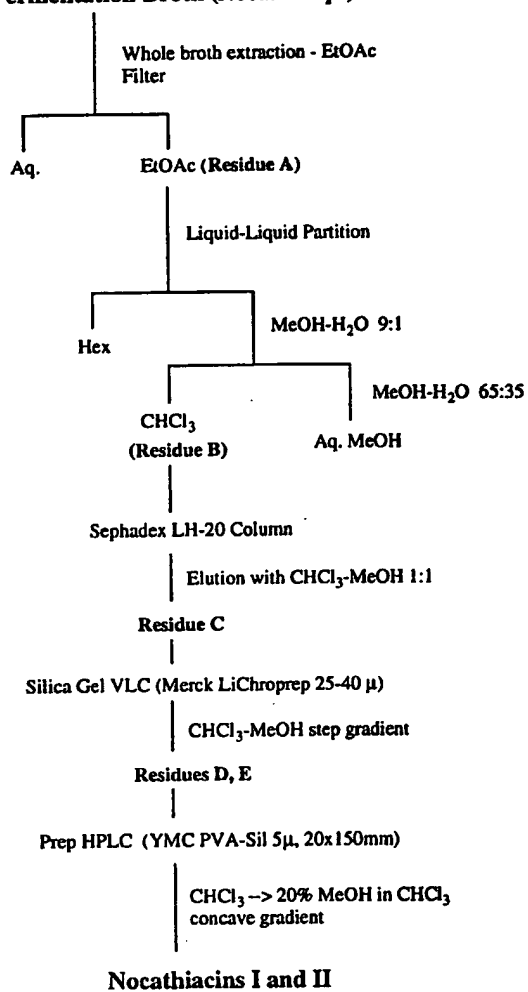 Whole broth extraction - EtOAc
Filter
Aq.
EtOAc (Residue A)
Liquid-Liquid Partition
MeOH-H₂O 9:1
Hex
MeOH-H₂O 65:35
CHCl₃
(Residue B)
Aq. MeOH
Sephadex LH-20 Column
Elution with CHCl₃-MeOH 1:1
Residue C
Silica Gel VLC (Merck LiChroprep 25-40 µ)
CHCl₃-MeOH step gradient
Residues D, E
Prep HPLC (YMC PVA-Sil 5µ, 20x150mm)
CHCl₃ --> 20% MeOH in CHCl₃
concave gradient
Nocathiacins I and II